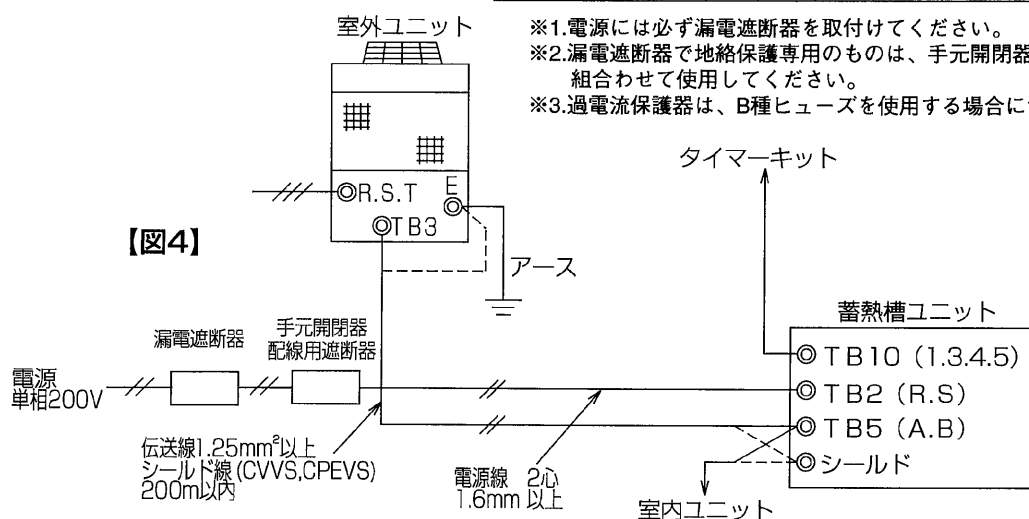 ※1.電源には必ず漏電遮断器を取付けてください。
※2.漏電遮断器で地絡保護専用のものは、手元開閉器
組合わせて使用してください。
※3.過電流保護器は、B種ヒューズを使用する場合に
室外ユニット
R.S.T
E
TB3
【図4】
アース
タイマーキット
蓄熱槽ユニット
TB10 (1.3.4.5)
TB2 (R.S)
TB5 (A.B)
シールド
漏電遮断器
手元開閉器
配線用遮断器
電源
単相200V
伝送線1.25mm²以上
シールド線(CVVS,CPEVS)
200m以内
電源線 2心
1.6mm 以上
室内ユニット